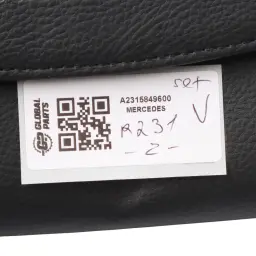 GLOBAL
PARTS
set
A2315849600
MERCEDES
V
R231
- 2 -